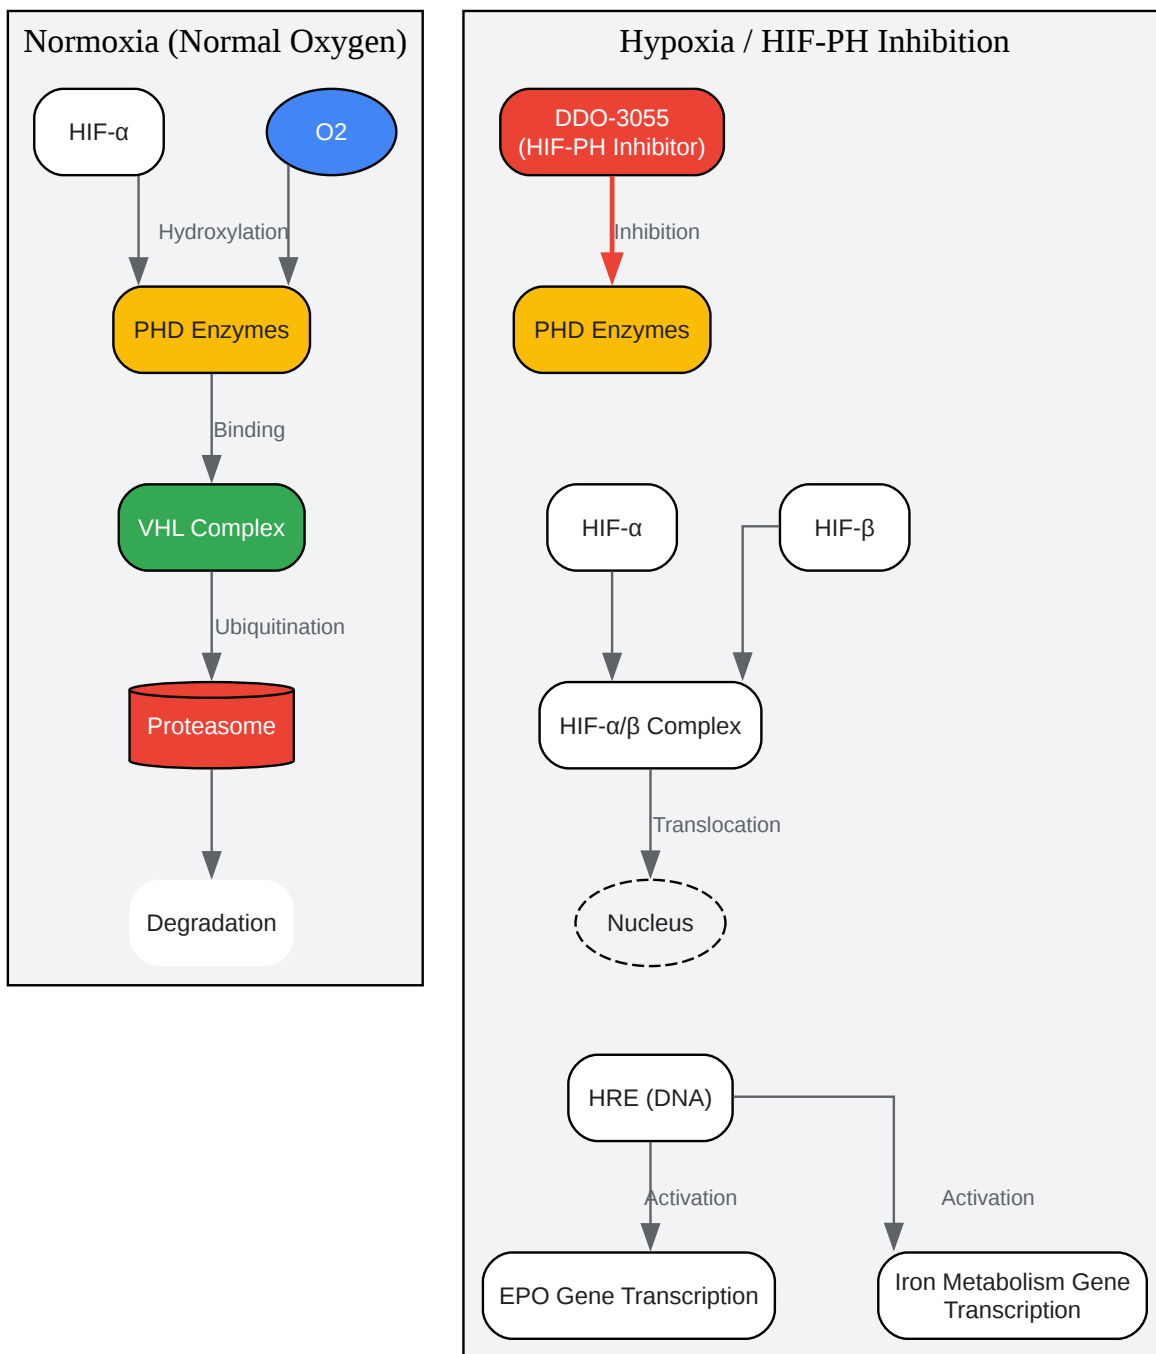 Normoxia (Normal Oxygen)
HIF-α
O2
Hydroxylation
PHD Enzymes
Binding
VHL Complex
Ubiquitination
Proteasome
Degradation
Hypoxia / HIF-PH Inhibition
DDO-3055
(HIF-PH Inhibitor)
Inhibition
PHD Enzymes
HIF-α
HIF-β
HIF-α/β Complex
Translocation
Nucleus
HRE (DNA)
Activation
Activation
EPO Gene Transcription
Iron Metabolism Gene
Transcription